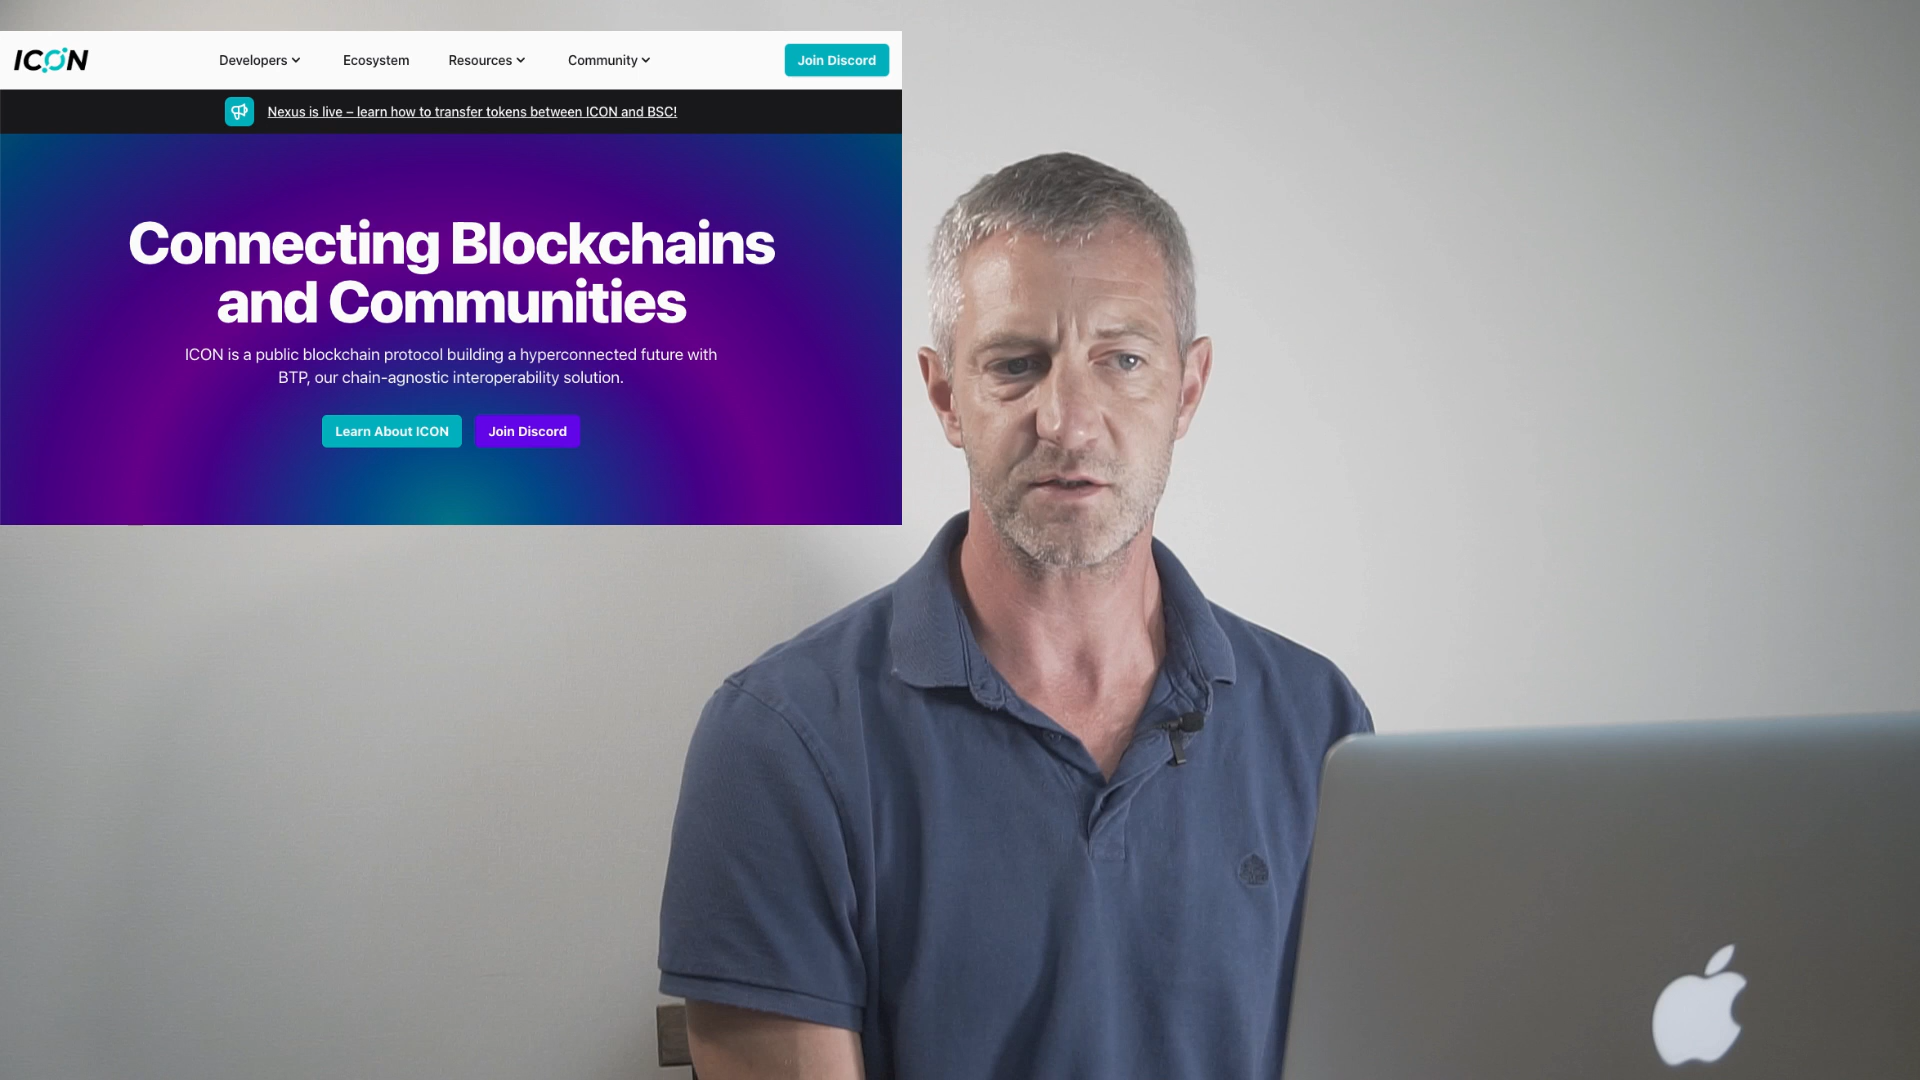 ICON
Developers
Ecosystem
Resources
Community
Join Discord
Nexus is live – learn how to transfer tokens between ICON and BSC!
Connecting Blockchains
and Communities
ICON is a public blockchain protocol building a hyperconnected future with
BTP, our chain-agnostic interoperability solution.
Learn About ICON
Join Discord